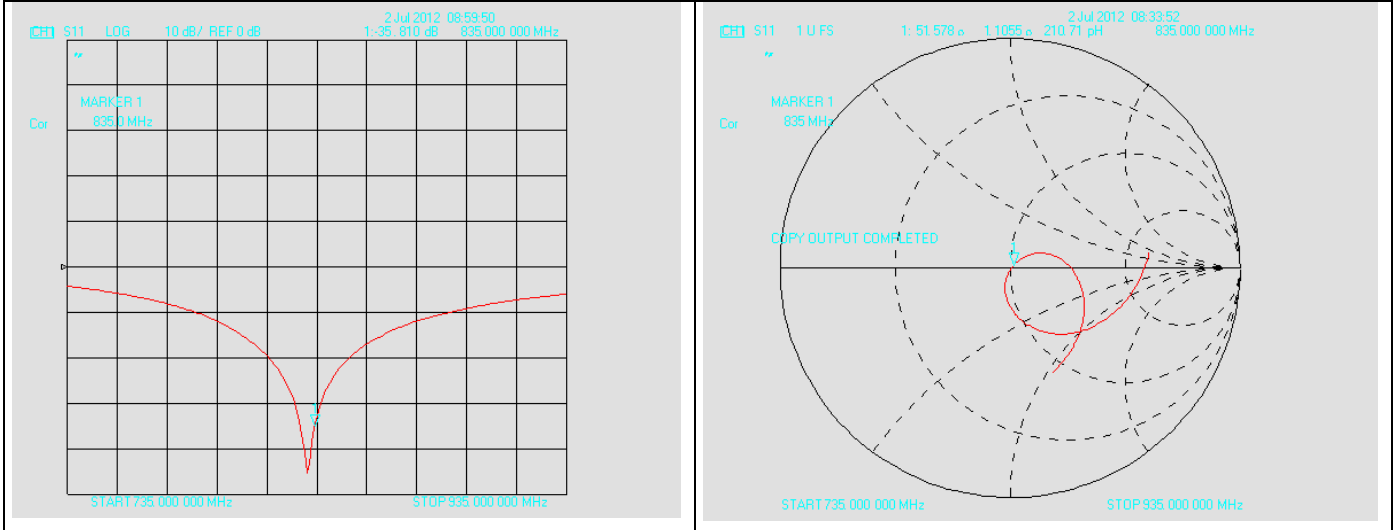 2 Jul 2012 08:59:50
CH1 S11 LOG 10 dB/ REF 0 dB 1:-35.810 dB 835.000 000 MHz
MARKER 1
835.0 MHz
Cor
1
START 735.000 000 MHz STOP 935.000 000 MHz
2 Jul 2012 08:33:52
CH1 S11 1 U FS 1: 51.578 Ω 1.1055 Ω 210.71 pH 835.000 000 MHz
MARKER 1
835 MHz
Cor
COPY OUTPUT COMPLETED
1
START 735.000 000 MHz STOP 935.000 000 MHz